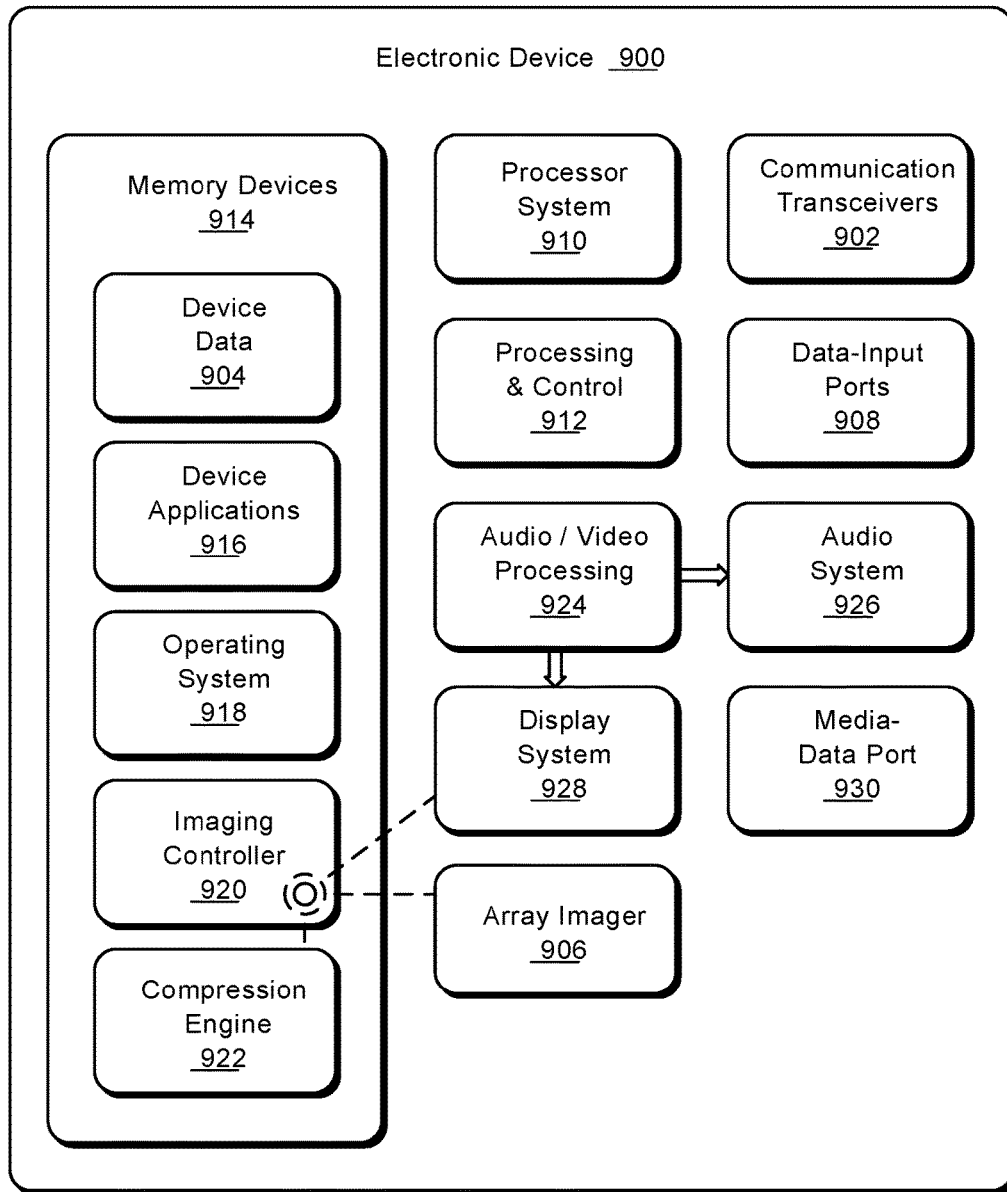 Electronic Device 900
Memory Devices
914
Device
Data
904
Device
Applications
916
Operating
System
918
Imaging
Controller
920
Compression
Engine
922
Processor
System
910
Communication
Transceivers
902
Processing
& Control
912
Data-Input
Ports
908
Audio / Video
Processing
924
Audio
System
926
Display
System
928
Media-
Data Port
930
Array Imager
906